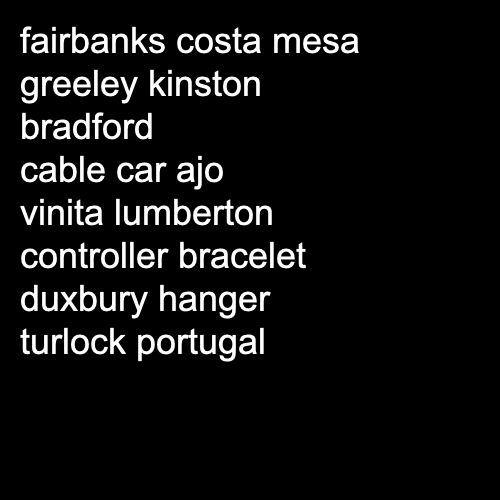 fairbanks costa mesa
greeley kinston
bradford
cable car ajo
vinita lumberton
controller bracelet
duxbury hanger
turlock portugal